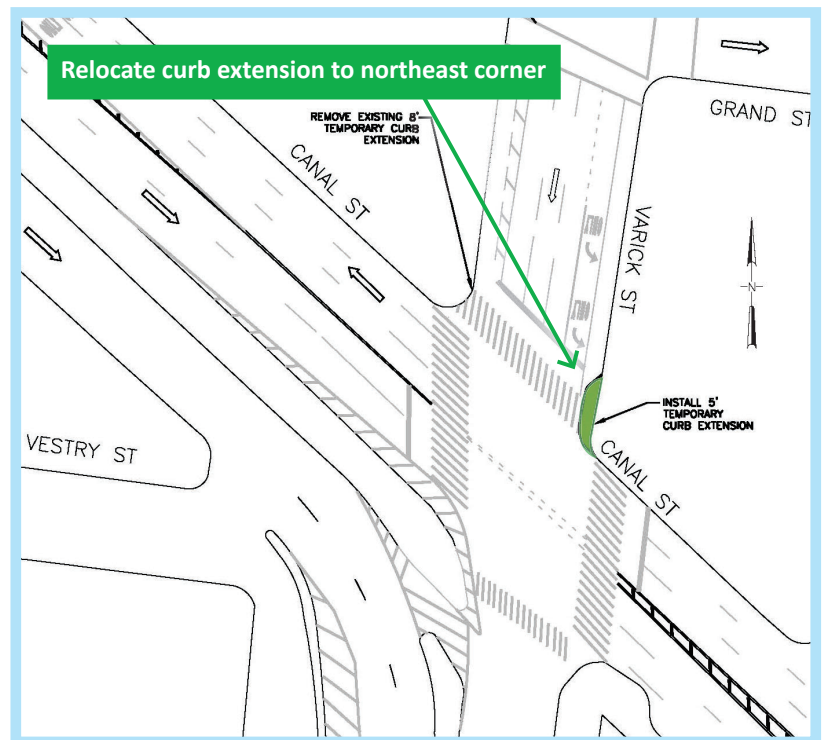 Relocate curb extension to northeast corner
REMOVE EXISTING 8'
TEMPORARY CURB
EXTENSION
GRAND ST
CANAL ST
VARICK ST
N
INSTALL 5'
TEMPORARY
CURB EXTENSION
VESTRY ST
CANAL ST